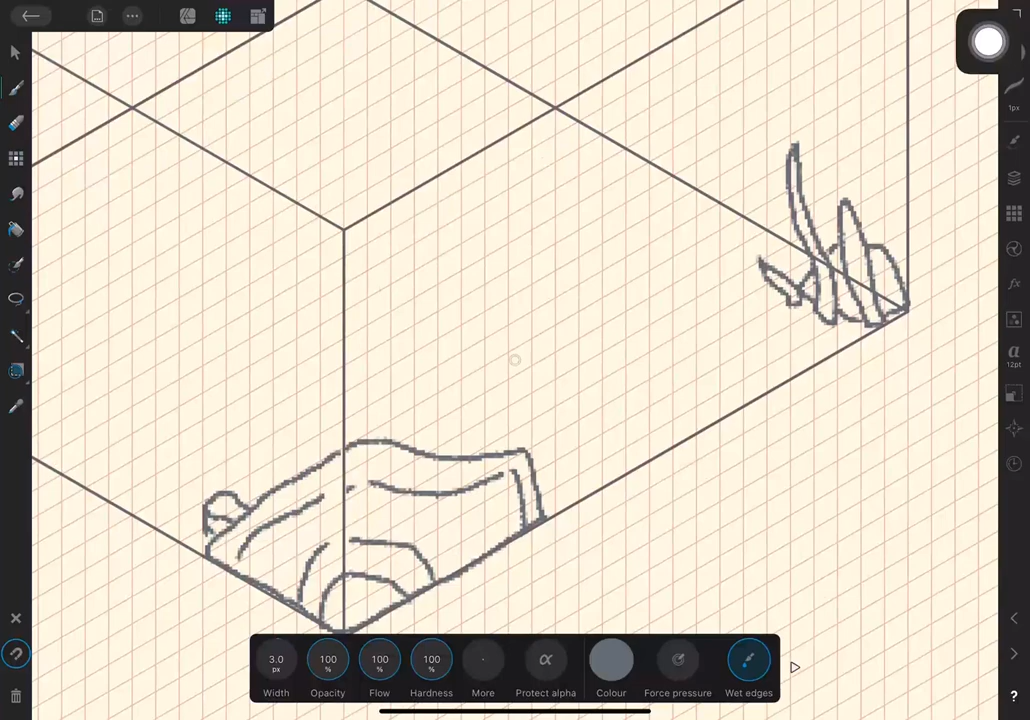 1px
12pt
3.0 px
100 %
100 %
100 %
Width
Opacity
Flow
Hardness
More
Protect alpha
Colour
Force pressure
Wet edges
?